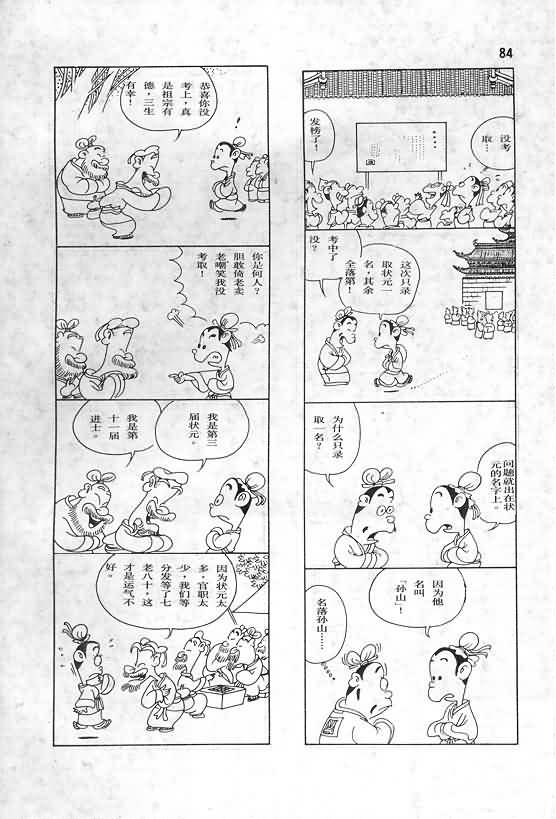 84
发榜了！
没考
取…
考中了
没？
这次只录
取状元一
名，其余
全落第！
为什么只录
取一名？
问题就出在状
元的名字上。
因为他
名叫
「孙山」！
名落孙山……
恭喜你没
考上，真
是祖宗有
德，三生
有幸！
！
你是何人？
胆敢倚老卖
老嘲笑我没
考取！
我是第三
届状元。
我是第
十一届
进士。
因为状元太
多，官职太
少，我们等
分发等了七
老八十，这
才是运气不
好。